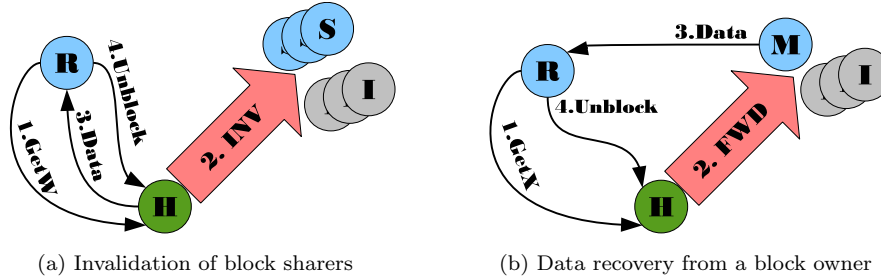 R
1.GetW
3.Data
4.Unblock
H
2. INV
S
I
(a) Invalidation of block sharers
3.Data
M
R
I
4.Unblock
1.GetX
2. FWD
H
(b) Data recovery from a block owner